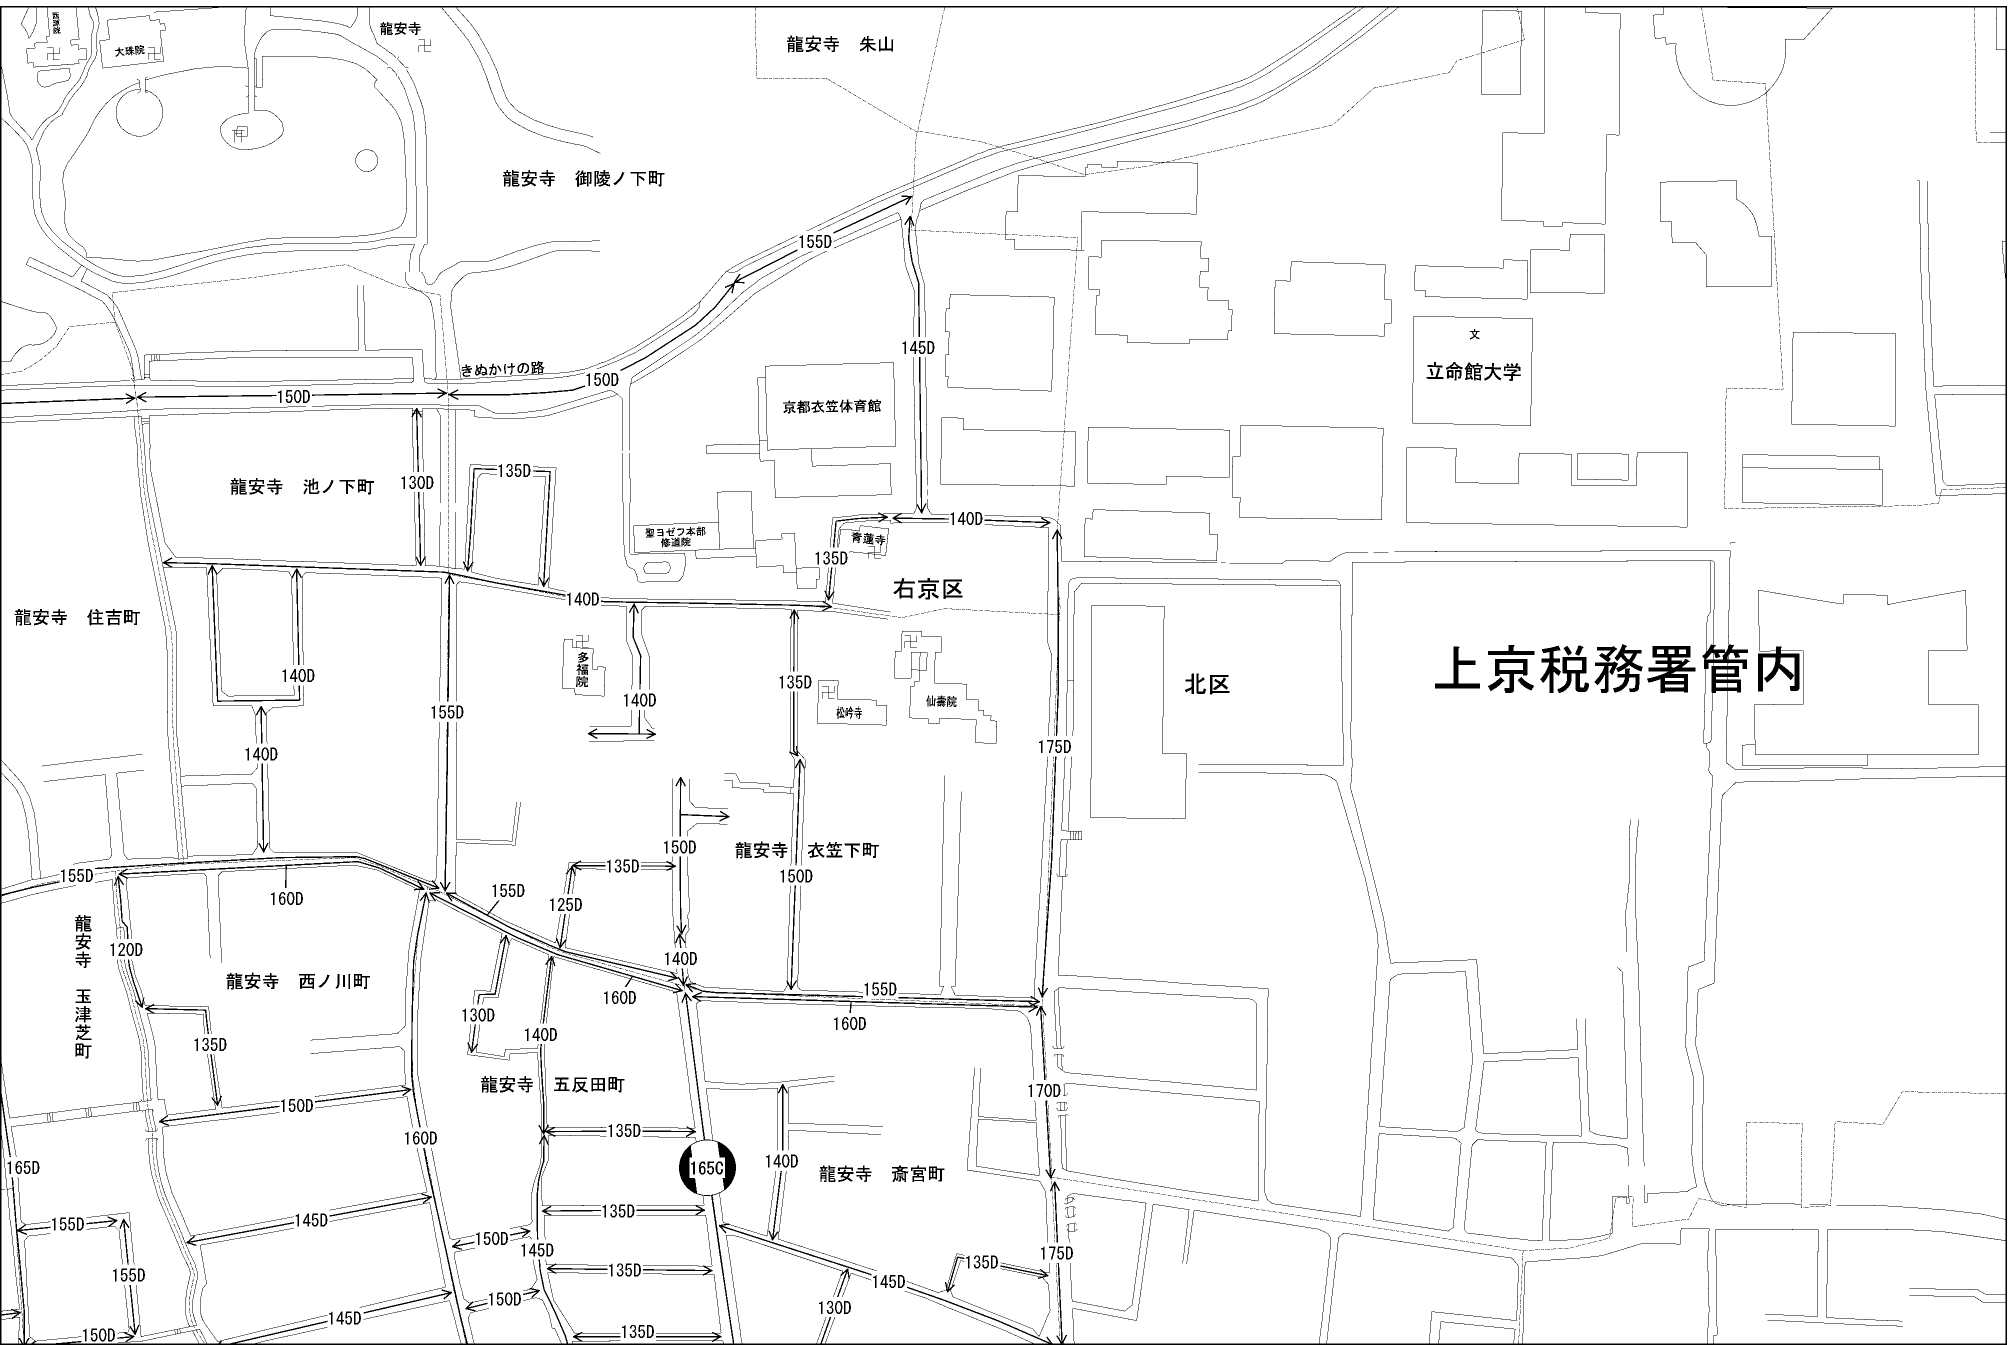 西源院
大珠院
龍安寺
龍安寺 朱山
龍安寺 御陵ノ下町
155D
145D
きぬかけの路
150D
150D
文
立命館大学
京都衣笠体育館
龍安寺 池ノ下町
130D
135D
聖ヨゼフ本部
修道院
青蓮寺
140D
135D
右京区
140D
龍安寺 住吉町
多福院
140D
140D
135D
松吟寺
仙壽院
北区
上京税務署管内
155D
140D
175D
150D
龍安寺 衣笠下町
135D
150D
155D
160D
155D
125D
龍安寺 玉津芝町
120D
龍安寺 西ノ川町
140D
160D
155D
160D
130D
140D
135D
龍安寺 五反田町
170D
150D
160D
135D
165C
140D
龍安寺 斎宮町
165D
155D
145D
135D
150D
145D
175D
155D
135D
145D
135D
150D
130D
145D
150D
135D